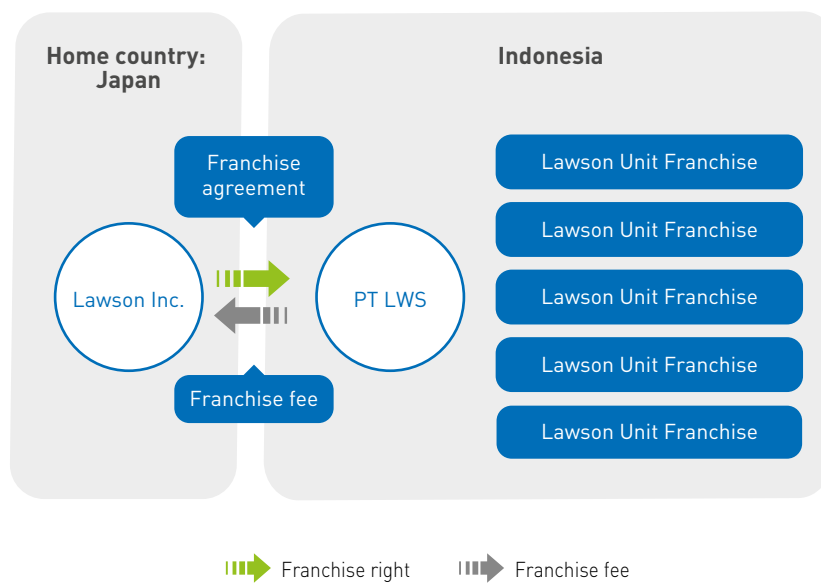 Home country:
Japan
Indonesia
Franchise
agreement
Lawson Inc.
PT LWS
Franchise fee
Lawson Unit Franchise
Lawson Unit Franchise
Lawson Unit Franchise
Lawson Unit Franchise
Lawson Unit Franchise
Franchise right
Franchise fee